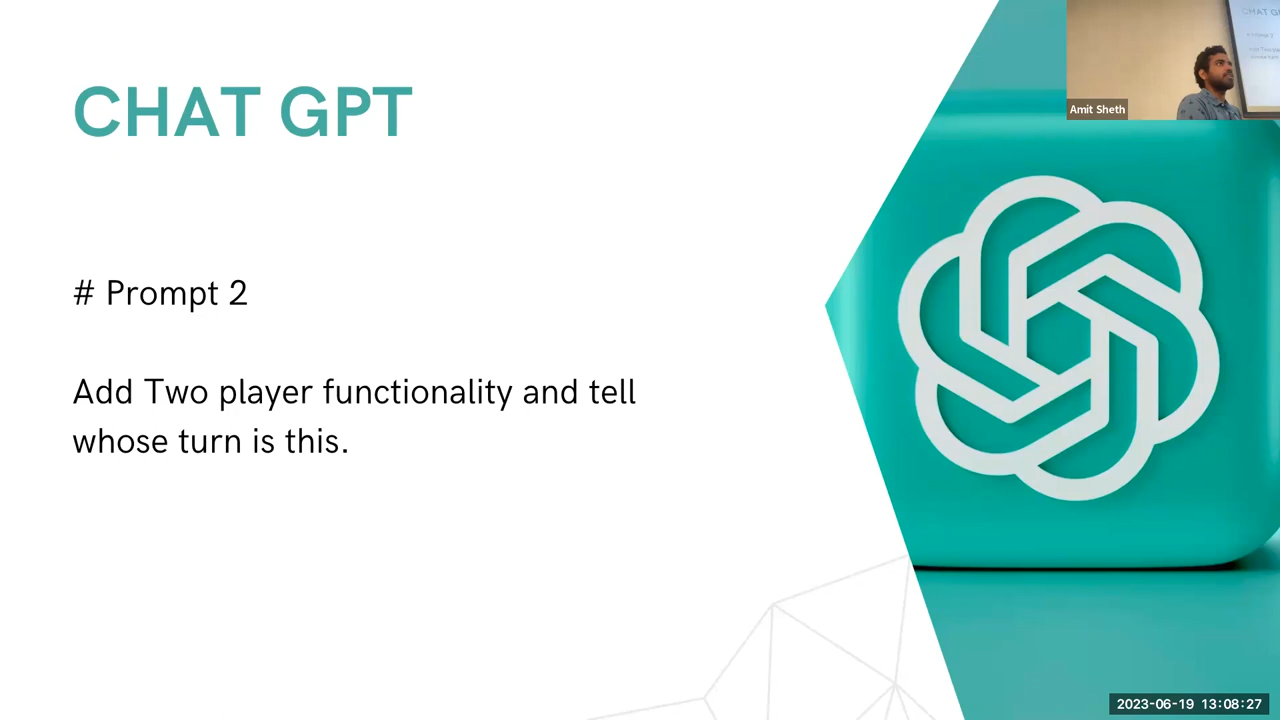 CHAT GPT
Amit Sheth
# Prompt 2
Add Two player functionality and tell
whose turn is this.
2023-06-19 13:08:27